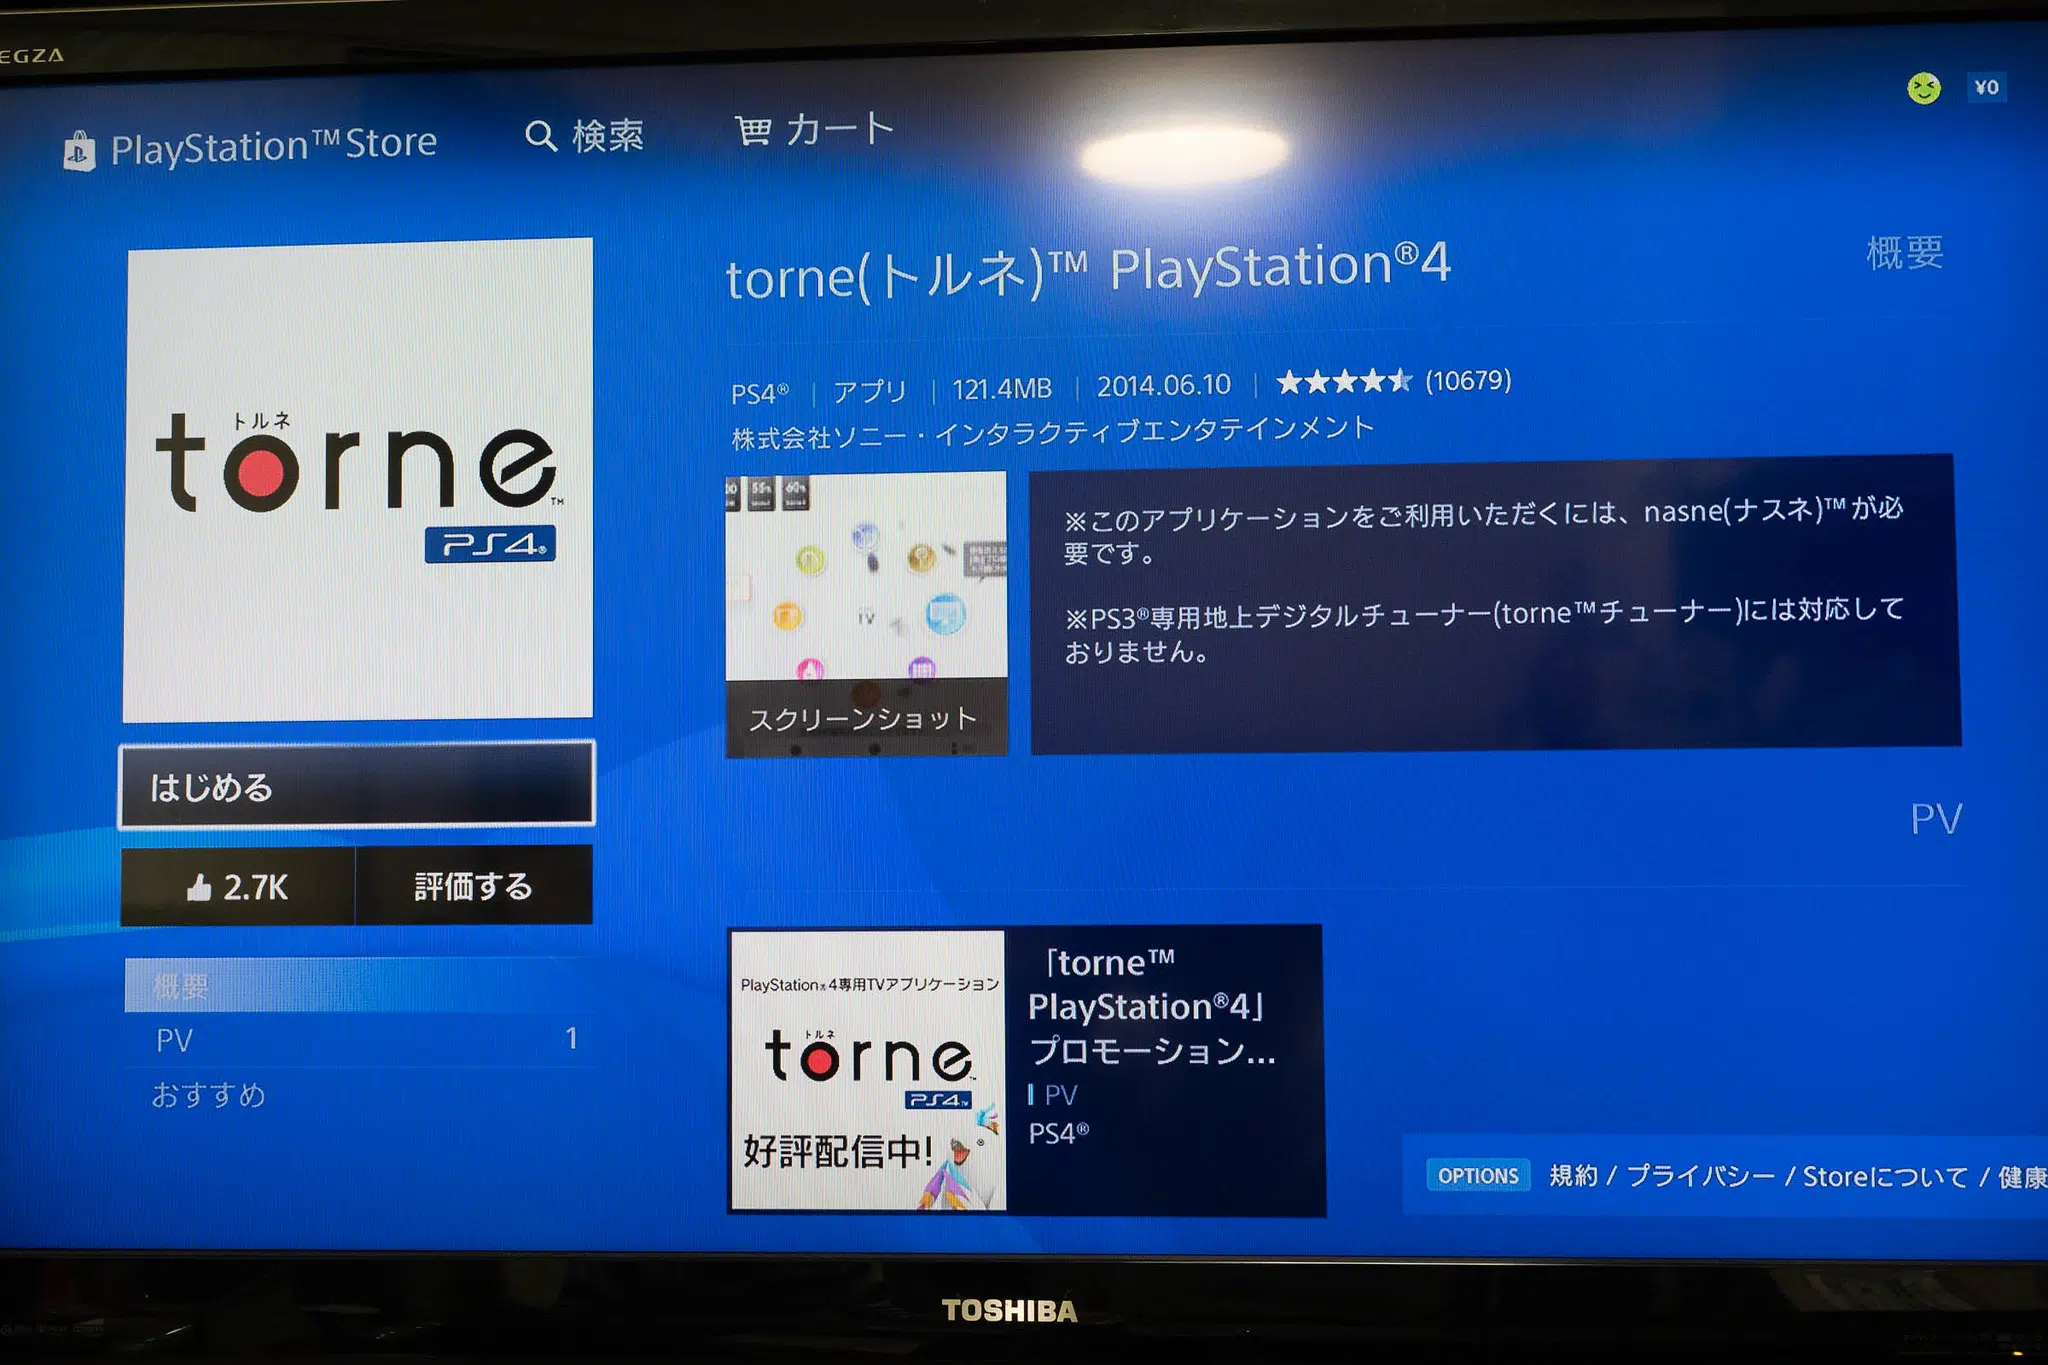 EGZA
PlayStation™Store
検索
カート
¥0
トルネ
torne™
PS4®
はじめる
2.7K
評価する
概要
PV 1
おすすめ
torne(トルネ)™ PlayStation®4
概要
PS4® | アプリ | 121.4MB | 2014.06.10 | (10679)
株式会社ソニー・インタラクティブエンタテインメント
55%
60%
TV
スクリーンショット
※このアプリケーションをご利用いただくには、nasne(ナスネ)™が必
要です。
※PS3®専用地上デジタルチューナー(torne™チューナー)には対応して
おりません。
PV
PlayStation®4専用TVアプリケーション
トルネ
torne™
PS4™
好評配信中!
「torne™
PlayStation®4」
プロモーション...
PV
PS4®
OPTIONS 規約 / プライバシー / Storeについて / 健康
TOSHIBA